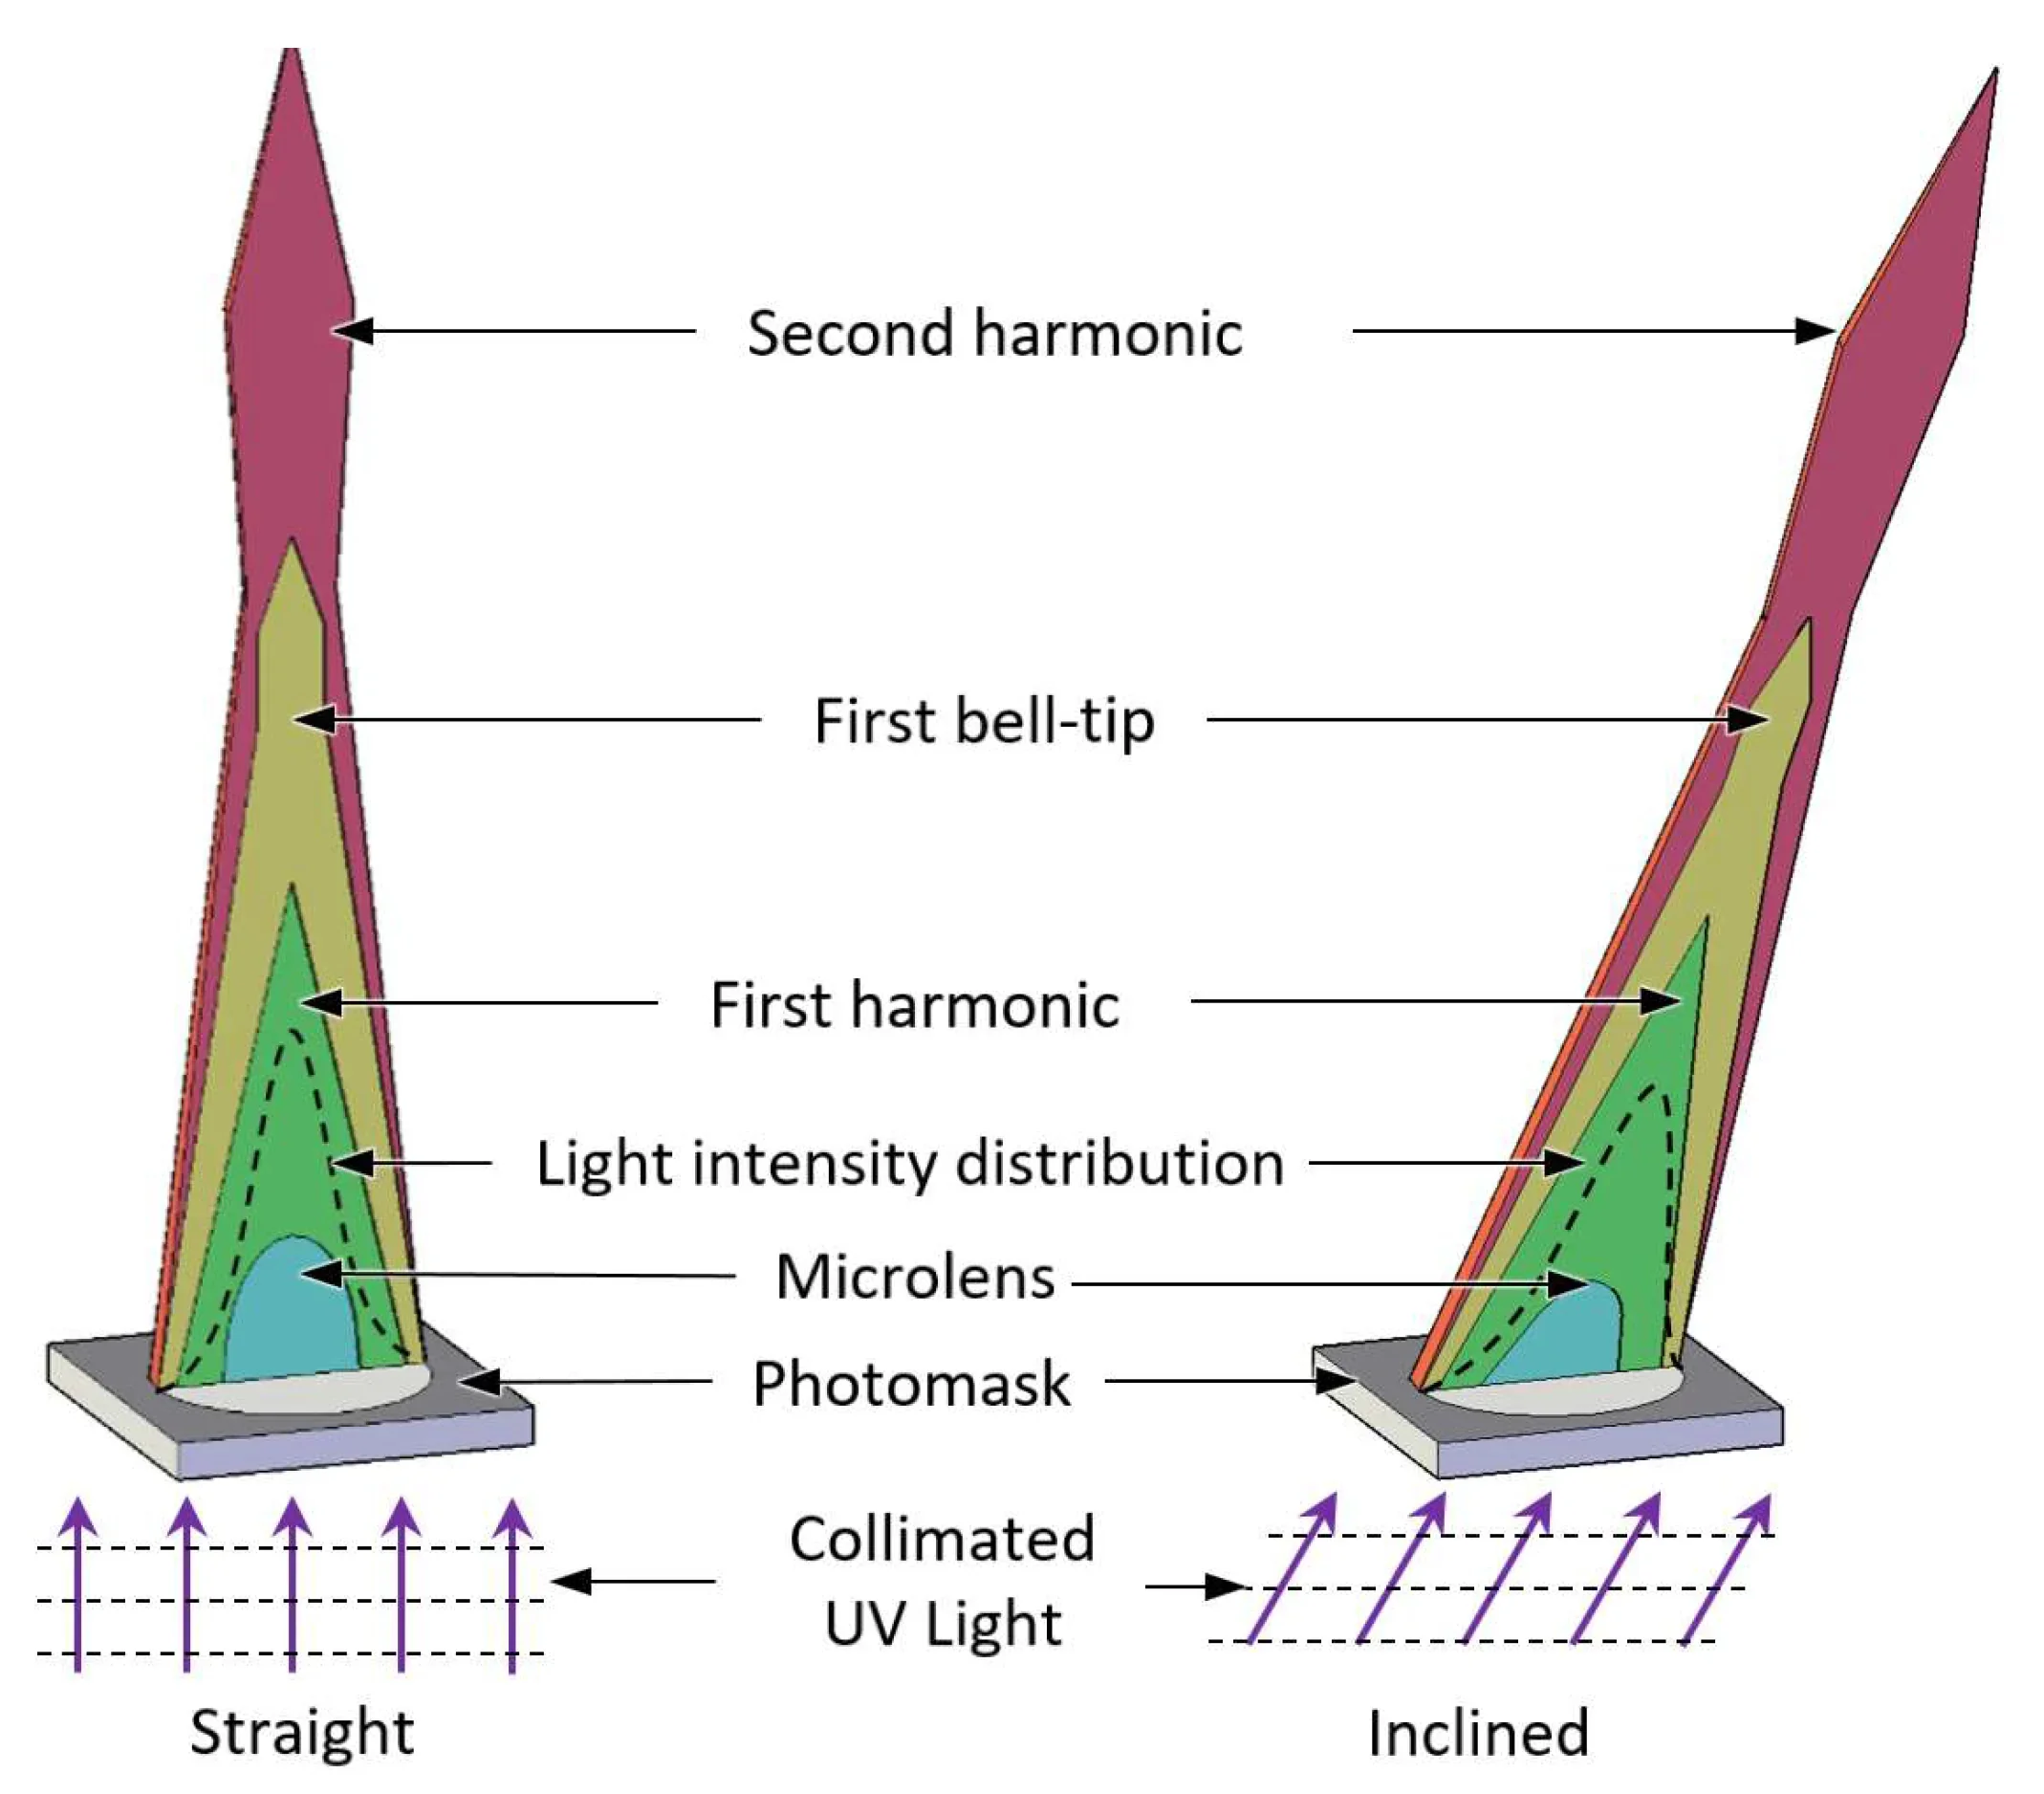 Second harmonic
First bell-tip
First harmonic
Light intensity distribution
Microlens
Photomask
Collimated
UV Light
Straight
Inclined